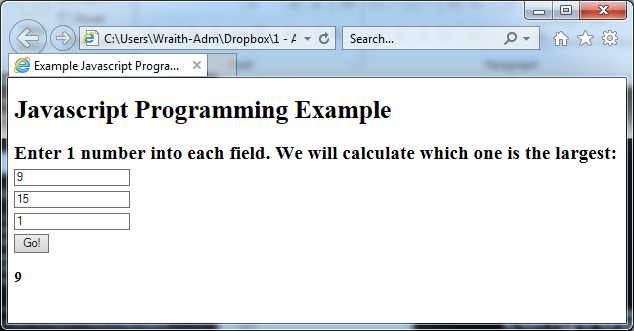 C:\Users\Wraith-Adm\Dropbox\1 - A
Search...
Example Javascript Progra...
Javascript Programming Example
Enter 1 number into each field. We will calculate which one is the largest:
9
15
1
Go!
9